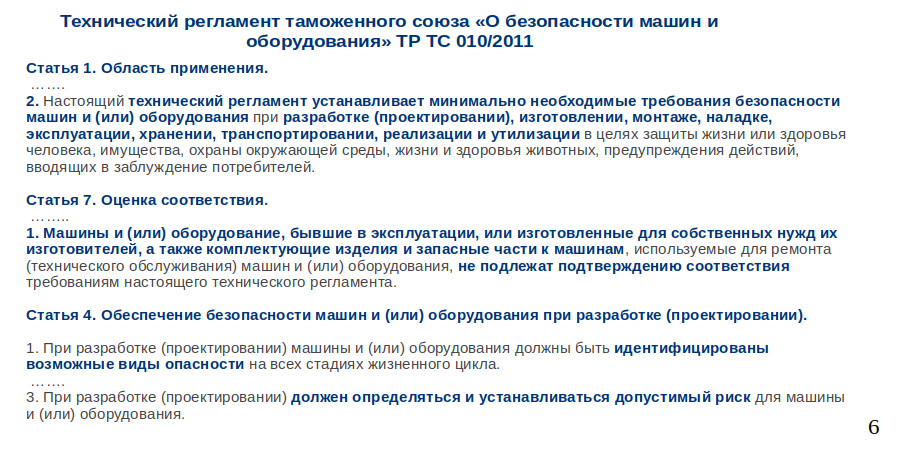 Технический регламент таможенного союза «О безопасности машин и
оборудования» ТР ТС 010/2011
Статья 1. Область применения.
…….
2. Настоящий технический регламент устанавливает минимально необходимые требования безопасности
машин и (или) оборудования при разработке (проектировании), изготовлении, монтаже, наладке,
эксплуатации, хранении, транспортировании, реализации и утилизации в целях защиты жизни или здоровья
человека, имущества, охраны окружающей среды, жизни и здоровья животных, предупреждения действий,
вводящих в заблуждение потребителей.
Статья 7. Оценка соответствия.
……..
1. Машины и (или) оборудование, бывшие в эксплуатации, или изготовленные для собственных нужд их
изготовителей, а также комплектующие изделия и запасные части к машинам, используемые для ремонта
(технического обслуживания) машин и (или) оборудования, не подлежат подтверждению соответствия
требованиям настоящего технического регламента.
Статья 4. Обеспечение безопасности машин и (или) оборудования при разработке (проектировании).
1. При разработке (проектировании) машины и (или) оборудования должны быть идентифицированы
возможные виды опасности на всех стадиях жизненного цикла.
…….
3. При разработке (проектировании) должен определяться и устанавливаться допустимый риск для машины
и (или) оборудования.
6